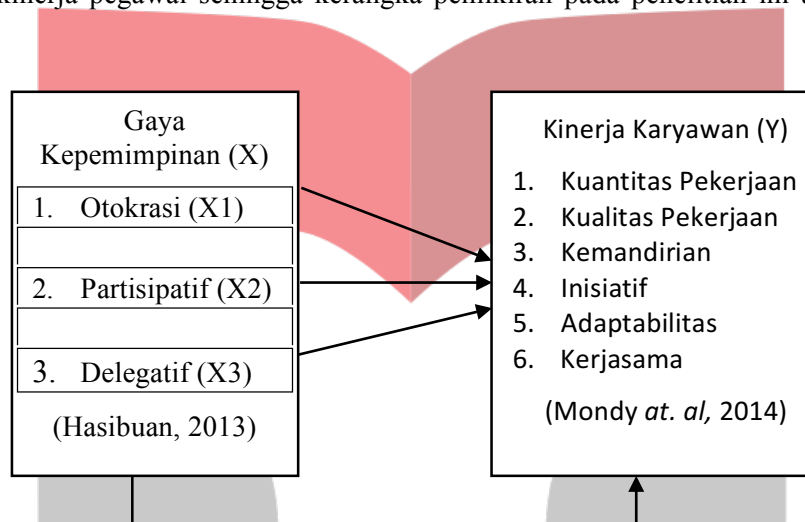 kinerja pegawai sehingga kerangka pemikiran pada penelitian ini
Gaya
Kepemimpinan (X)
1. Otokrasi (X1)
2. Partisipatif (X2)
3. Delegatif (X3)
(Hasibuan, 2013)
Kinerja Karyawan (Y)
1. Kuantitas Pekerjaan
2. Kualitas Pekerjaan
3. Kemandirian
4. Inisiatif
5. Adaptabilitas
6. Kerjasama
(Mondy at. al, 2014)